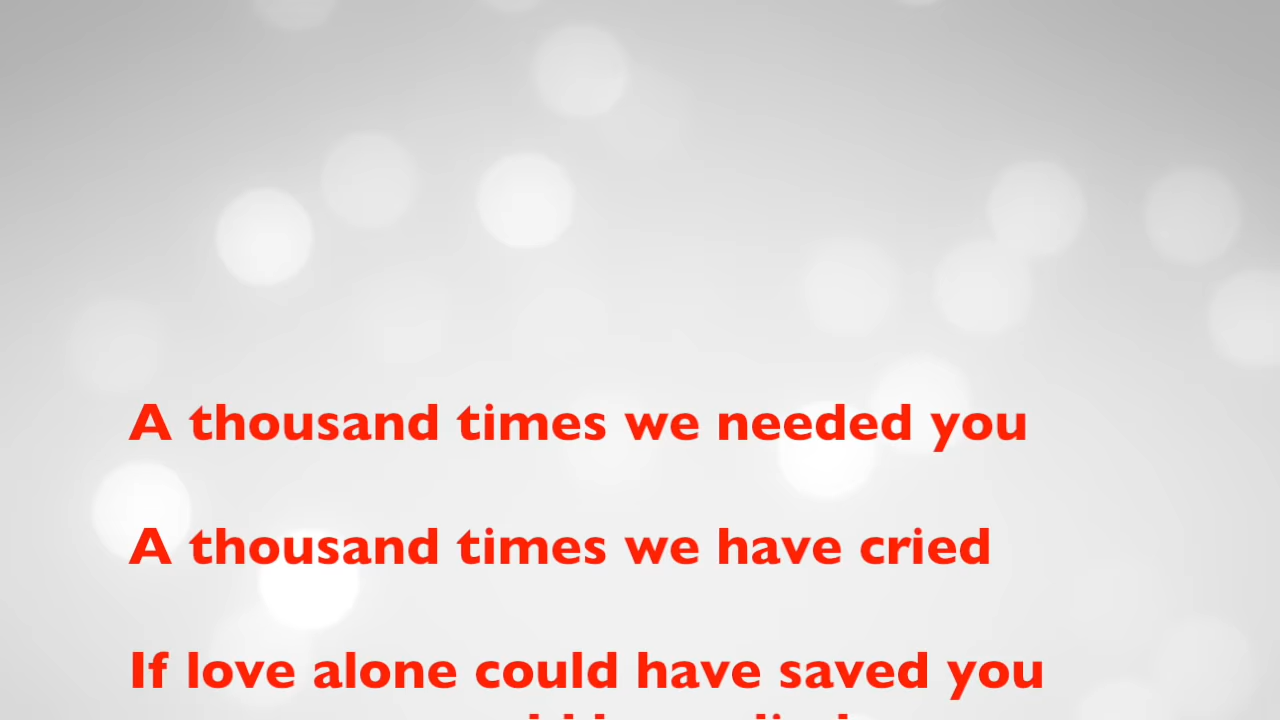 A thousand times we needed you
A thousand times we have cried
If love alone could have saved you